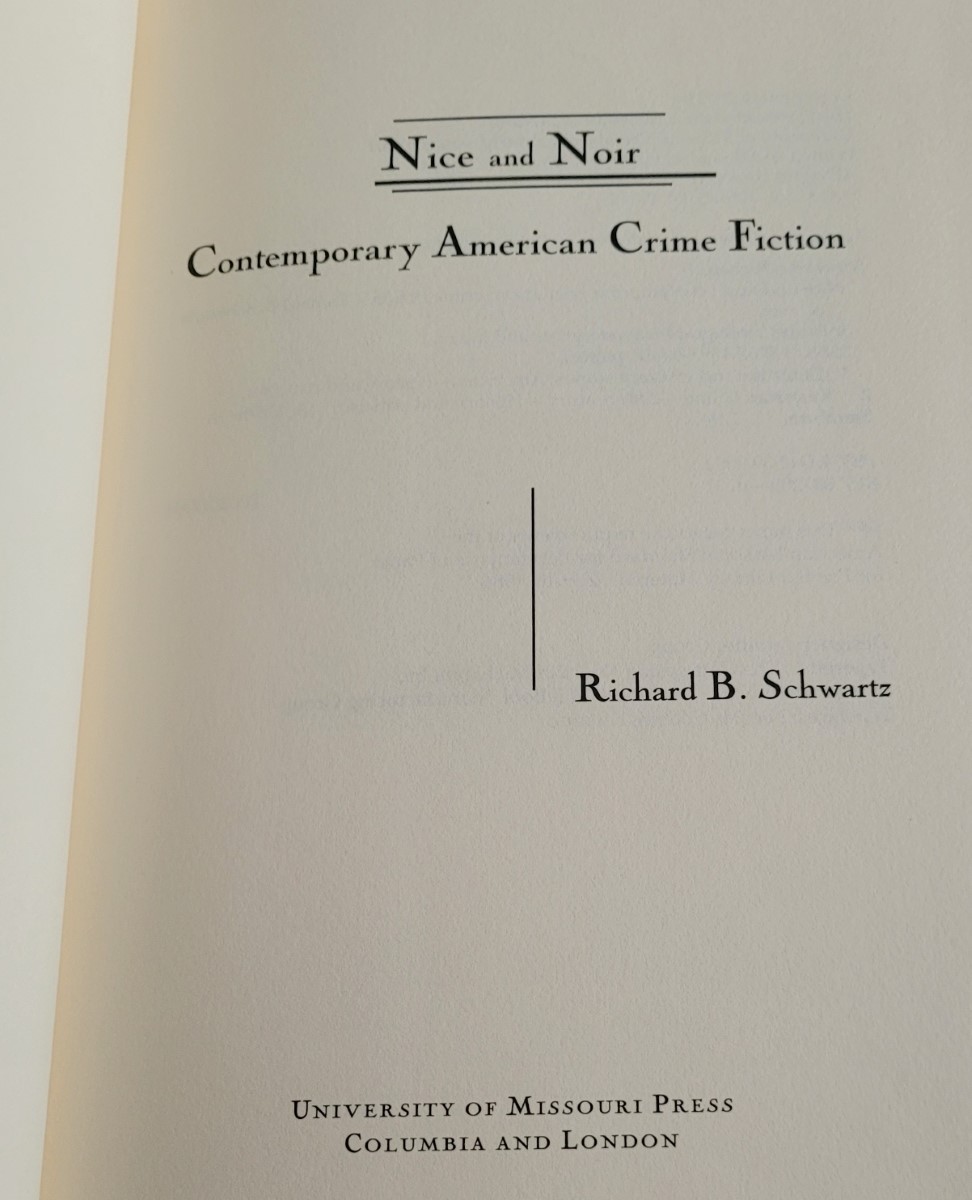 Nice and Noir
Contemporary American Crime Fiction
Richard B. Schwartz
University of Missouri Press
Columbia and London